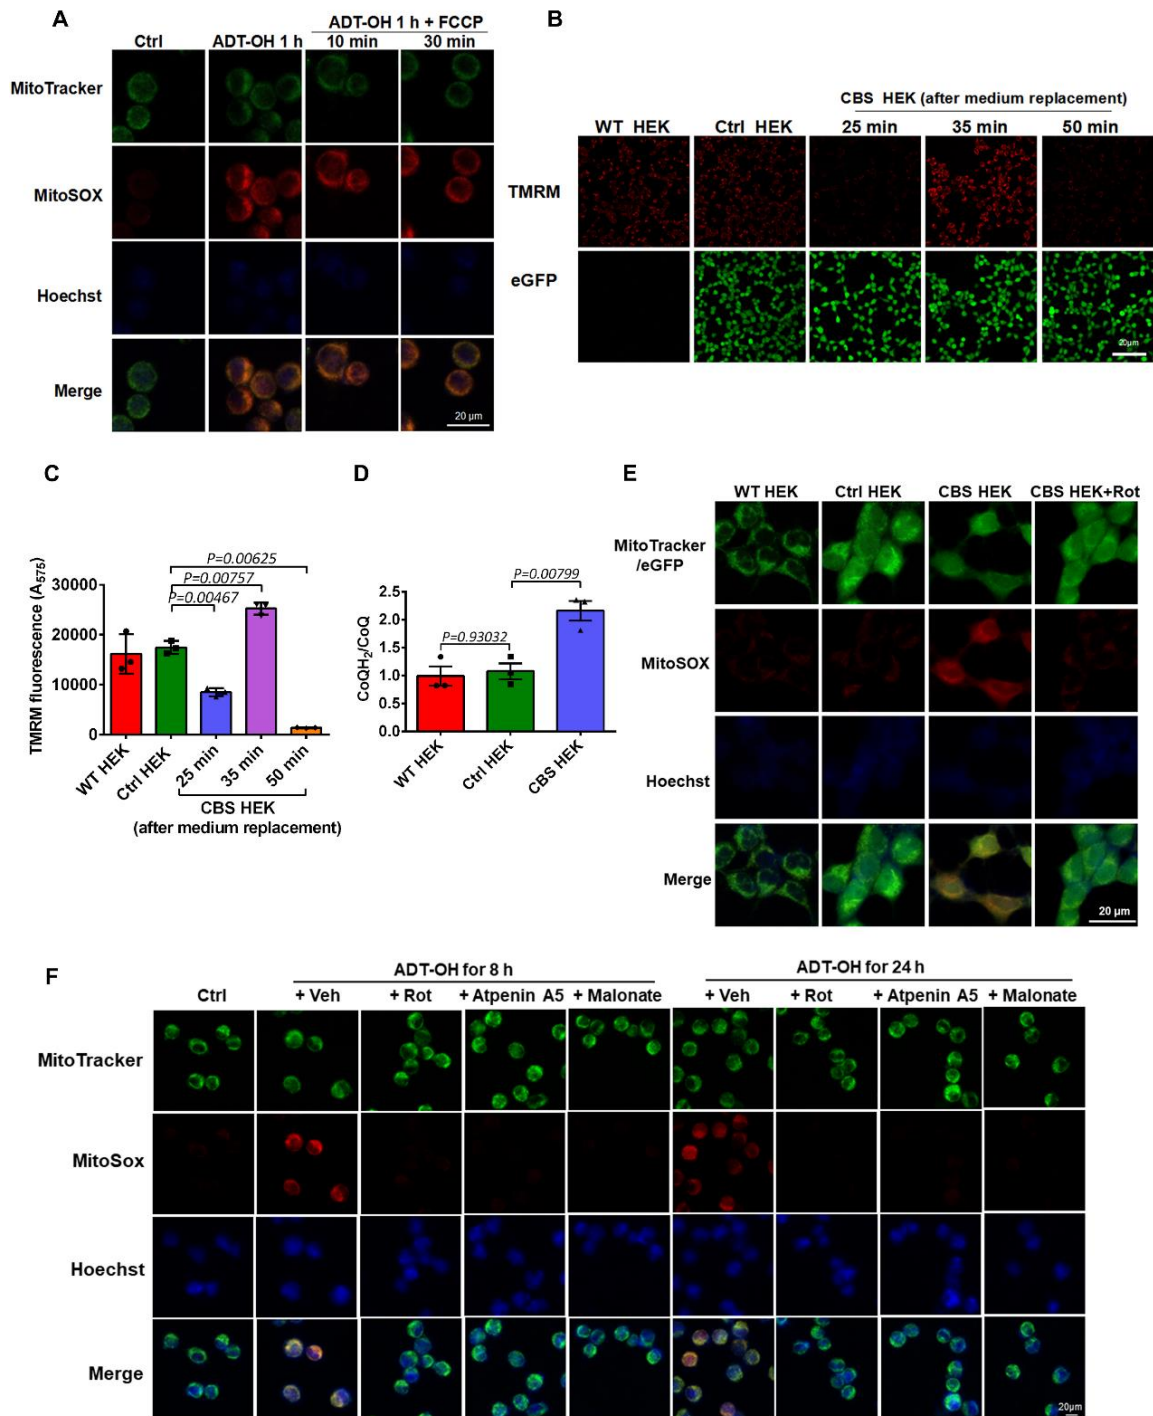 A
ADT-OH 1 h + FCCP
Ctrl
ADT-OH 1 h
10 min
30 min
MitoTracker
MitoSOX
Hoechst
Merge
20 µm
B
CBS HEK (after medium replacement)
WT HEK
Ctrl HEK
25 min
35 min
50 min
TMRM
eGFP
20µm
C
P=0.00625
P=0.00757
P=0.00467
TMRM fluorescence (A575)
30000
20000
10000
0
WT HEK
Ctrl HEK
25 min
35 min
50 min
CBS HEK
(after medium replacement)
D
P=0.00799
P=0.93032
CoQH2/CoQ
2.5
2.0
1.5
1.0
0.5
0.0
WT HEK
Ctrl HEK
CBS HEK
E
WT HEK
Ctrl HEK
CBS HEK
CBS HEK+Rot
MitoTracker
/eGFP
MitoSOX
Hoechst
Merge
20 µm
F
ADT-OH for 8 h
ADT-OH for 24 h
Ctrl
+ Veh
+ Rot
+ Atpenin A5
+ Malonate
+ Veh
+ Rot
+ Atpenin A5
+ Malonate
MitoTracker
MitoSox
Hoechst
Merge
20µm